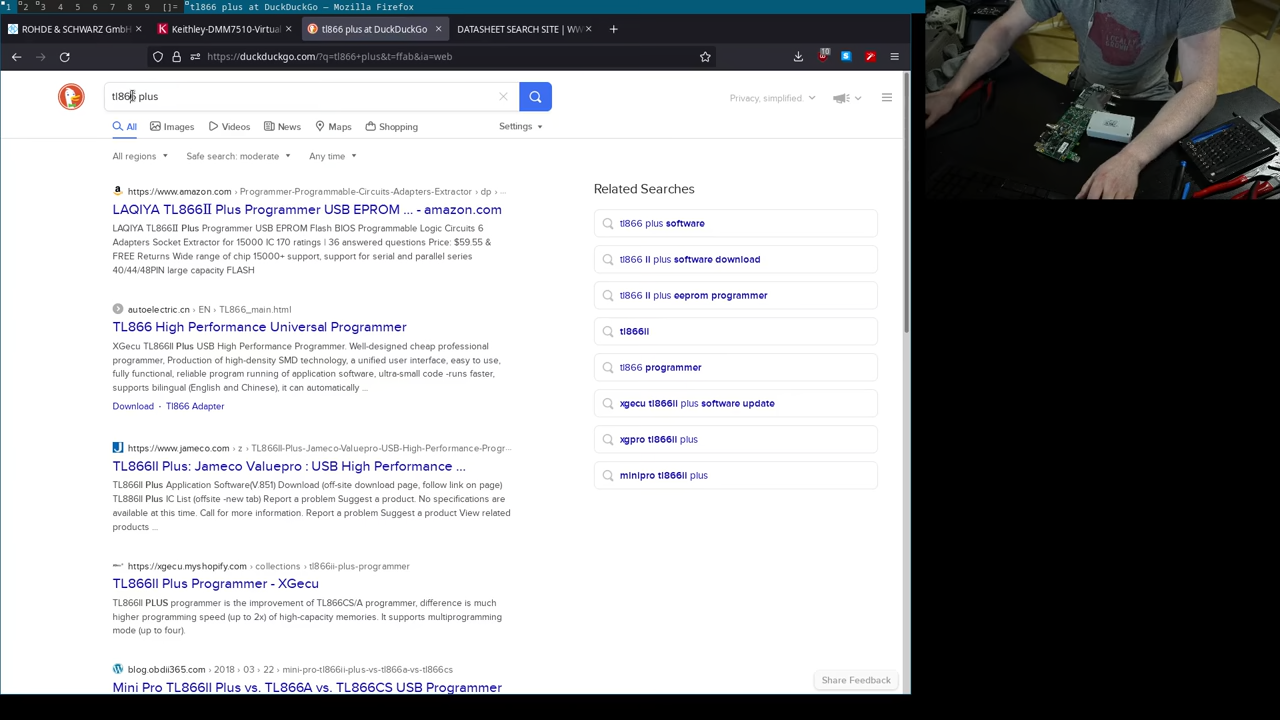 1 2 3 4 5 6 7 8 9 []= tl866 plus at DuckDuckGo — Mozilla Firefox
ROHDE & SCHWARZ GmbH
Keithley-DMM7510-Virtual
tl866 plus at DuckDuckGo
DATASHEET SEARCH SITE | WW
https://duckduckgo.com/?q=tl866+plus&t=ffab&ia=web
10
tl866 plus
Privacy, simplified.
All Images Videos News Maps Shopping Settings
All regions Safe search: moderate Any time
https://www.amazon.com › Programmer-Programmable-Circuits-Adapters-Extractor › dp › ...
LAQIYA TL866II Plus Programmer USB EPROM ... - amazon.com
LAQIYA TL866II Plus Programmer USB EPROM Flash BIOS Programmable Logic Circuits 6
Adapters Socket Extractor for 15000 IC 170 ratings | 36 answered questions Price: $59.55 &
FREE Returns Wide range of chip 15000+ support, support for serial and parallel series
40/44/48PIN large capacity FLASH
autoelectric.cn › EN › TL866_main.html
TL866 High Performance Universal Programmer
XGecu TL866II Plus USB High Performance Programmer. Well-designed cheap professional
programmer, Production of high-density SMD technology, a unified user interface, easy to use,
fully functional, reliable program running of application software, ultra-small code -runs faster,
supports bilingual (English and Chinese), it can automatically ...
Download · Tl866 Adapter
https://www.jameco.com › z › TL866II-Plus-Jameco-Valuepro-USB-High-Performance-Progr...
TL866II Plus: Jameco Valuepro : USB High Performance ...
TL866II Plus Application Software(V.851) Download (off-site download page, follow link on page)
TL886II Plus IC List (offsite -new tab) Report a problem Suggest a product. No specifications are
available at this time. Call for more information. Report a problem Suggest a product View related
products ...
https://xgecu.myshopify.com › collections › tl866ii-plus-programmer
TL866II Plus Programmer - XGecu
TL866II PLUS programmer is the improvement of TL866CS/A programmer, difference is much
higher programming speed (up to 2x) of high-capacity memories. It supports multiprogramming
mode (up to four).
blog.obdii365.com › 2018 › 03 › 22 › mini-pro-tl866ii-plus-vs-tl866a-vs-tl866cs
Mini Pro TL866II Plus vs. TL866A vs. TL866CS USB Programmer
Related Searches
tl866 plus software
tl866 ii plus software download
tl866 ii plus eeprom programmer
tl866ii
tl866 programmer
xgecu tl866ii plus software update
xgpro tl866ii plus
minipro tl866ii plus
Share Feedback